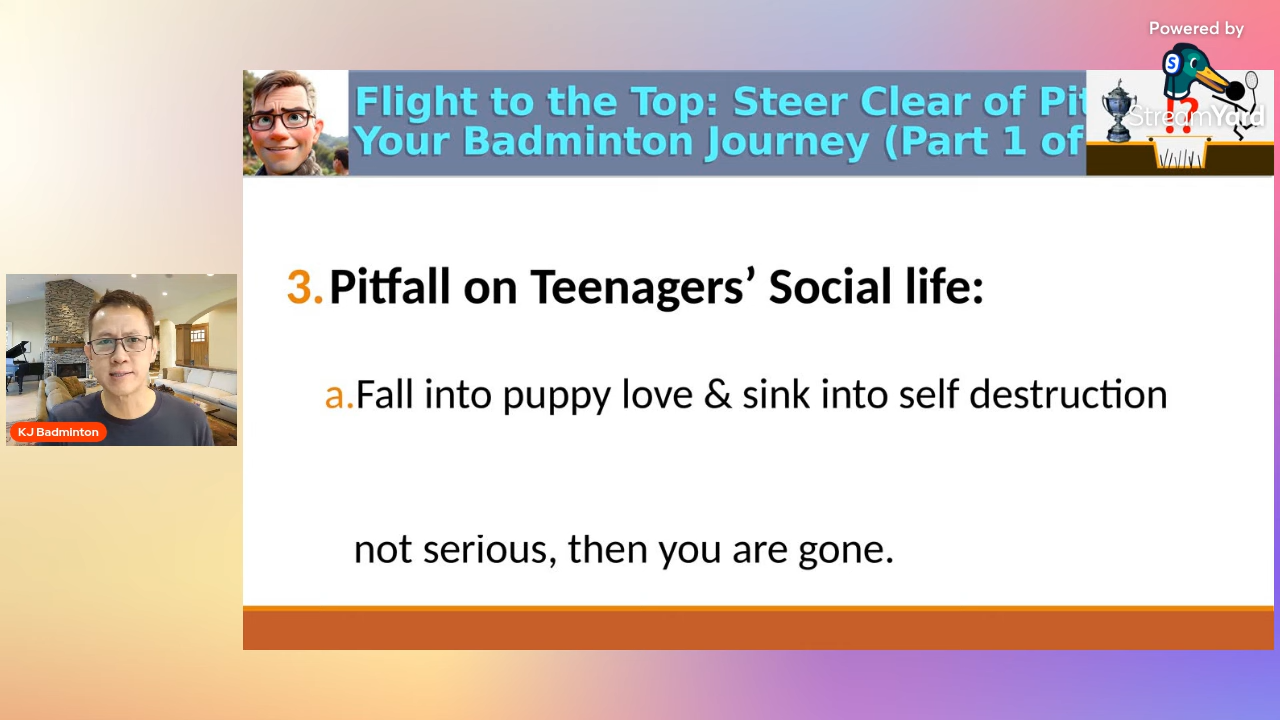 Powered by
StreamYard
Flight to the Top: Steer Clear of Pit
Your Badminton Journey (Part 1 of
!?
3. Pitfall on Teenagers’ Social life:
a. Fall into puppy love & sink into self destruction
not serious, then you are gone.
KJ Badminton